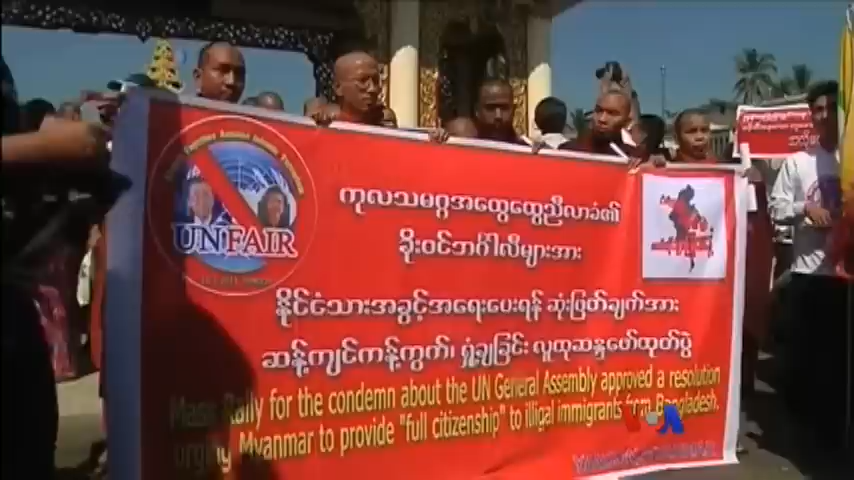 UNFAIR
ကုလသမဂ္ဂအထွေထွေညီလာခံ၏
ခိုးဝင်ဘင်္ဂါလီများအား
နိုင်ငံသားအခွင့်အရေးပေးရန် ဆုံးဖြတ်ချက်အား
ဆန့်ကျင်ကန့်ကွက်၊ ရှုံ့ချခြင်း လူထုဆန္ဒဖော်ထုတ်ပွဲ
Mass Rally for the condemn about the UN General Assembly approved a resolution
urging Myanmar to provide "full citizenship" to illigal immigrants from Bangladesh.
VOA